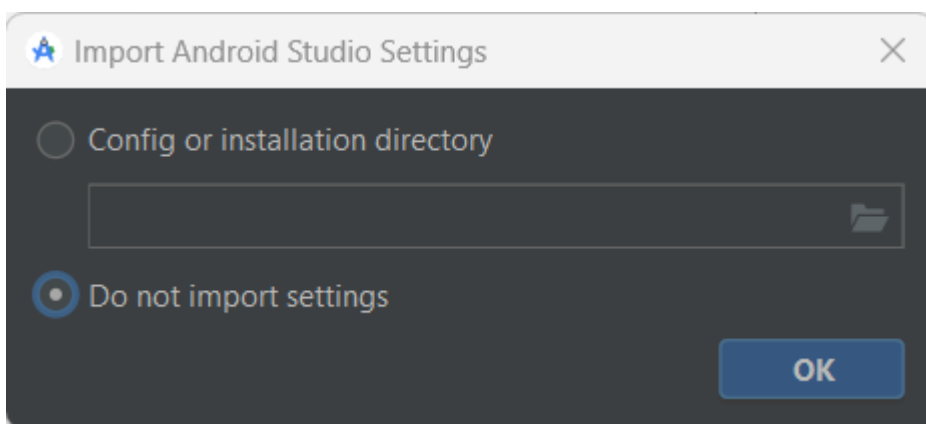 Import Android Studio Settings
Config or installation directory
Do not import settings
OK